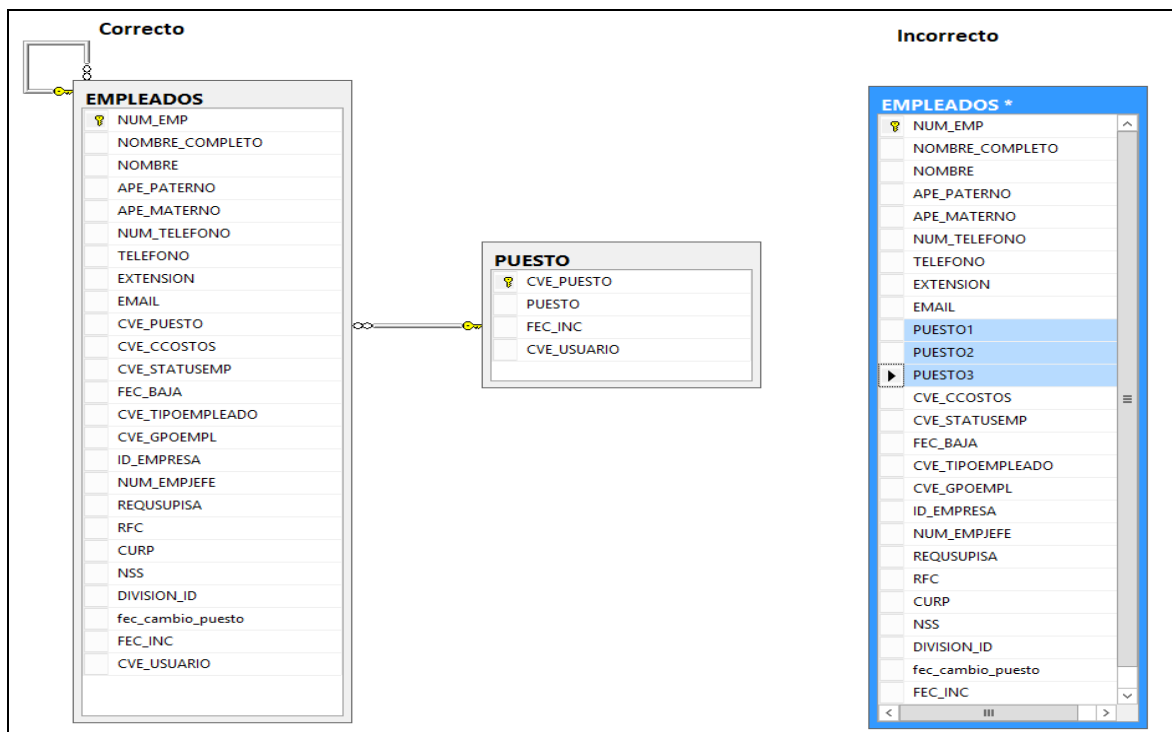 Correcto
EMPLEADOS
NUM_EMP
NOMBRE_COMPLETO
NOMBRE
APE_PATERNO
APE_MATERNO
NUM_TELEFONO
TELEFONO
EXTENSION
EMAIL
CVE_PUESTO
CVE_CCOSTOS
CVE_STATUSEMP
FEC_BAJA
CVE_TIPOEMPLEADO
CVE_GPOEMPL
ID_EMPRESA
NUM_EMPJEFE
REQUSUPISA
RFC
CURP
NSS
DIVISION_ID
fec_cambio_puesto
FEC_INC
CVE_USUARIO
PUESTO
CVE_PUESTO
PUESTO
FEC_INC
CVE_USUARIO
Incorrecto
EMPLEADOS *
NUM_EMP
NOMBRE_COMPLETO
NOMBRE
APE_PATERNO
APE_MATERNO
NUM_TELEFONO
TELEFONO
EXTENSION
EMAIL
PUESTO1
PUESTO2
PUESTO3
CVE_CCOSTOS
CVE_STATUSEMP
FEC_BAJA
CVE_TIPOEMPLEADO
CVE_GPOEMPL
ID_EMPRESA
NUM_EMPJEFE
REQUSUPISA
RFC
CURP
NSS
DIVISION_ID
fec_cambio_puesto
FEC_INC